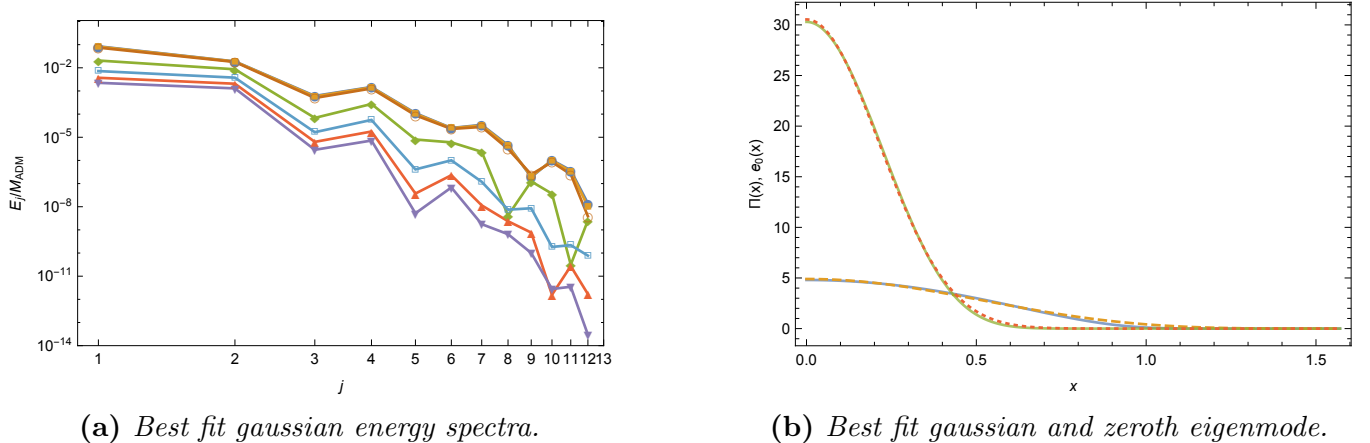 10^-2
10^-5
10^-8
10^-11
10^-14
E_j/M_ADM
1 2 3 4 5 6 7 8 9 10 11 12 13
j
(a) Best fit gaussian energy spectra.
30
25
20
15
10
5
0
Π(x), e_0(x)
0.0 0.5 1.0 1.5
x
(b) Best fit gaussian and zeroth eigenmode.